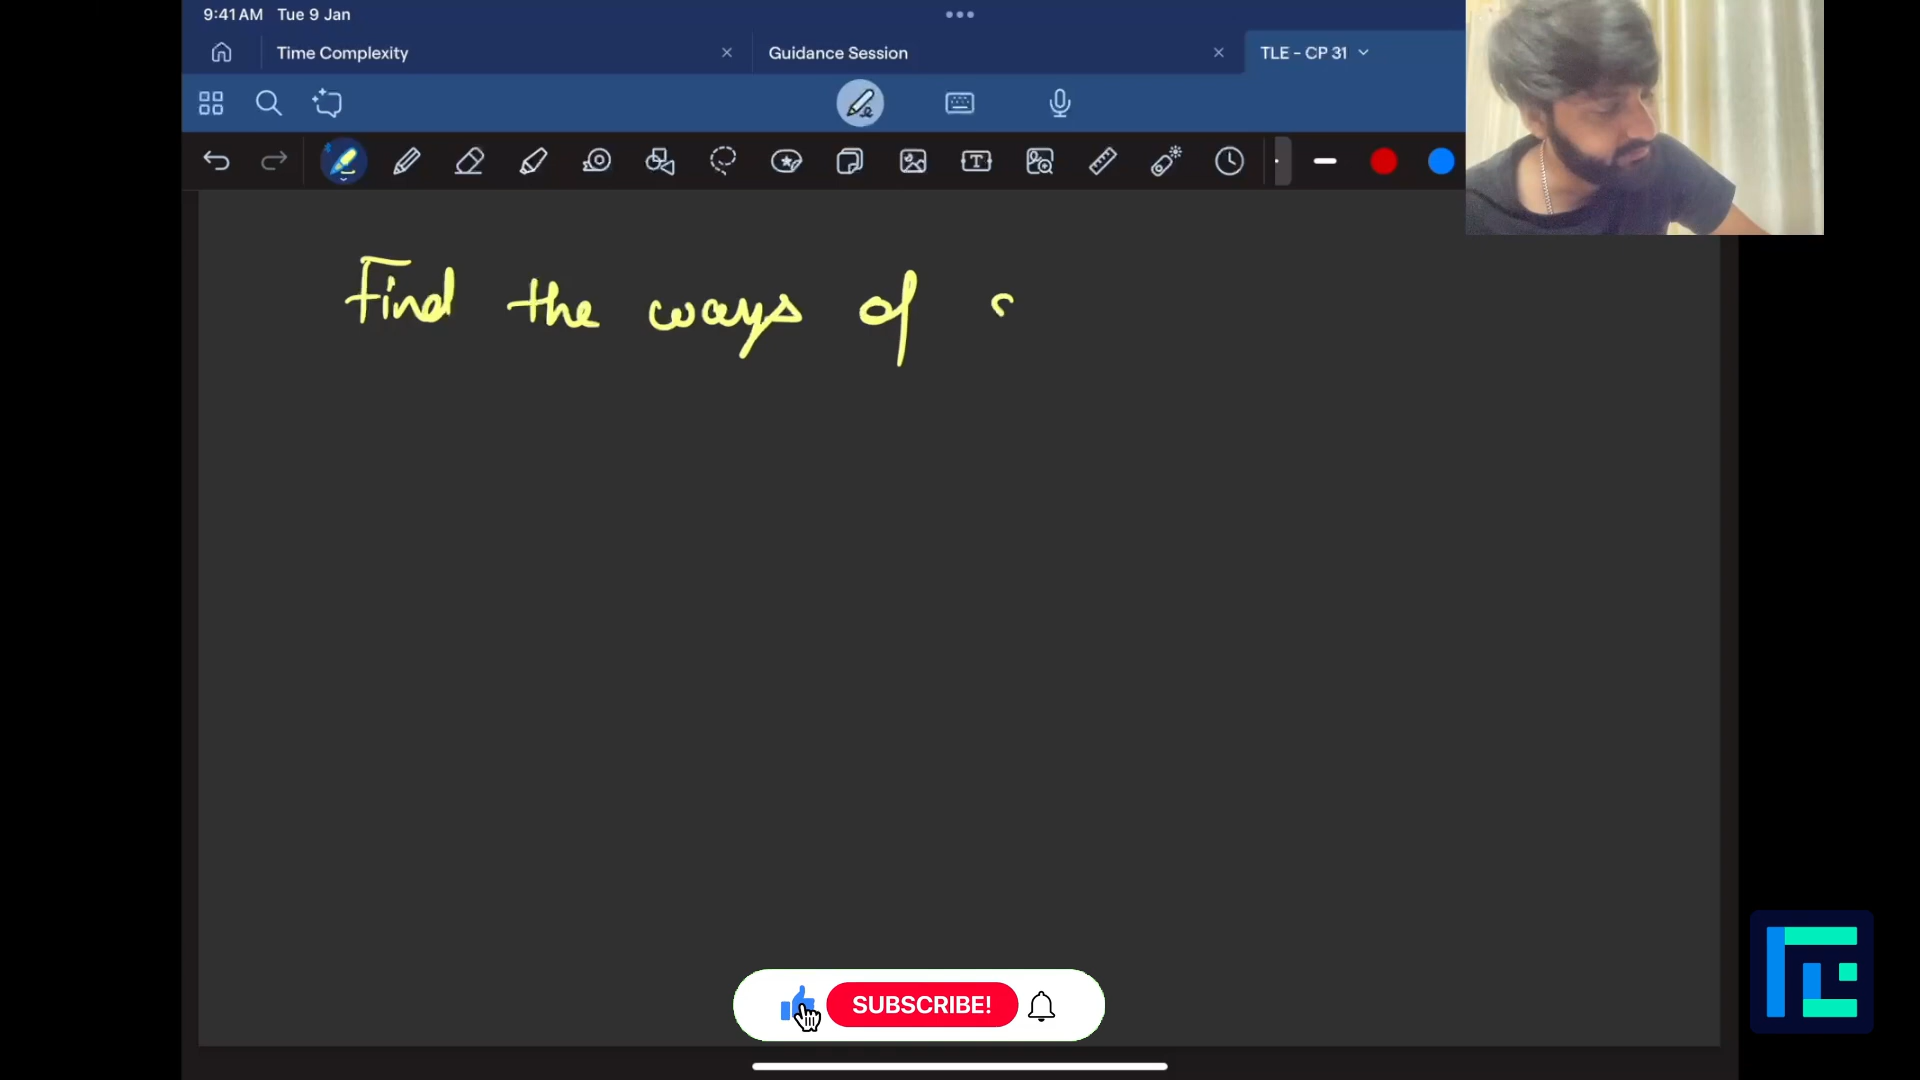 9:41 AM Tue 9 Jan
Time Complexity
Guidance Session
TLE - CP 31
Find the ways of
SUBSCRIBE!